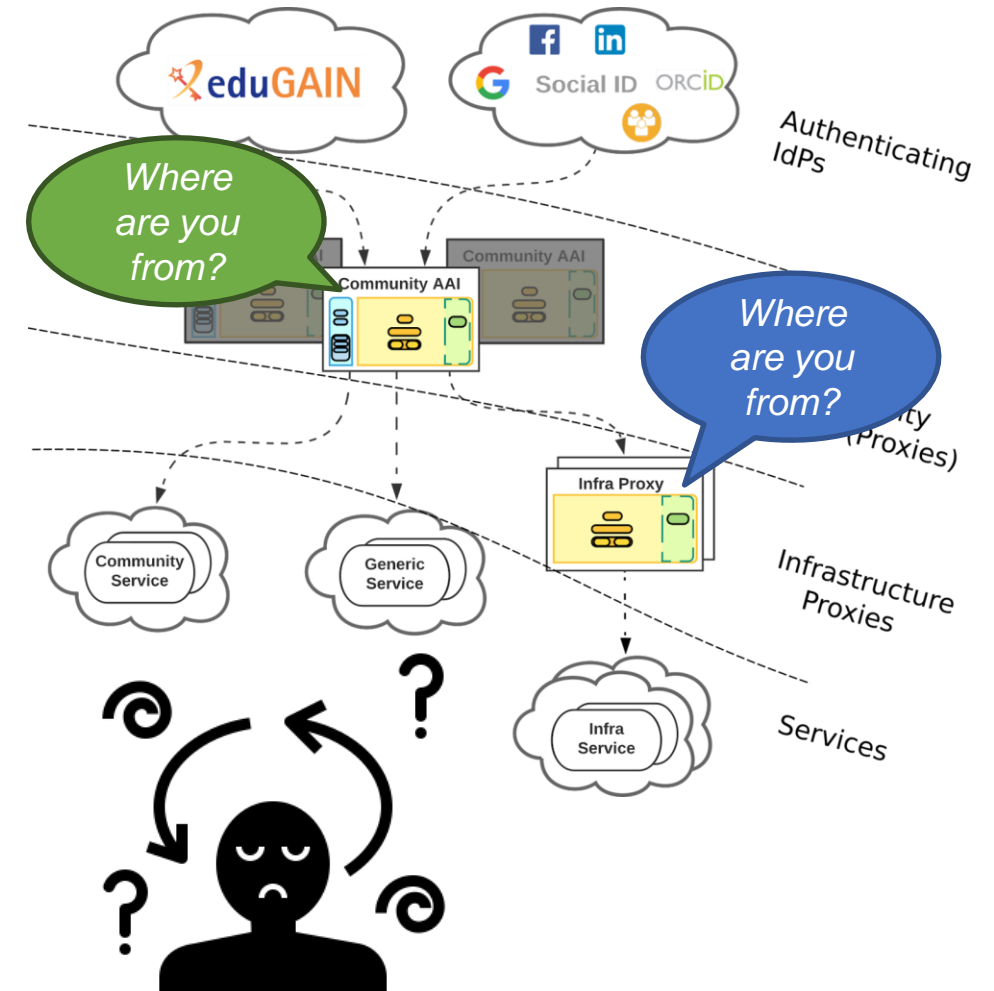 eduGAIN
Social ID
ORCiD
Authenticating
IdPs
Where
are you
from?
Community AAI
Community AAI
Where
are you
from?
(Proxies)
Infra Proxy
Community
Service
Generic
Service
Infrastructure
Proxies
Infra
Service
Services
?
?